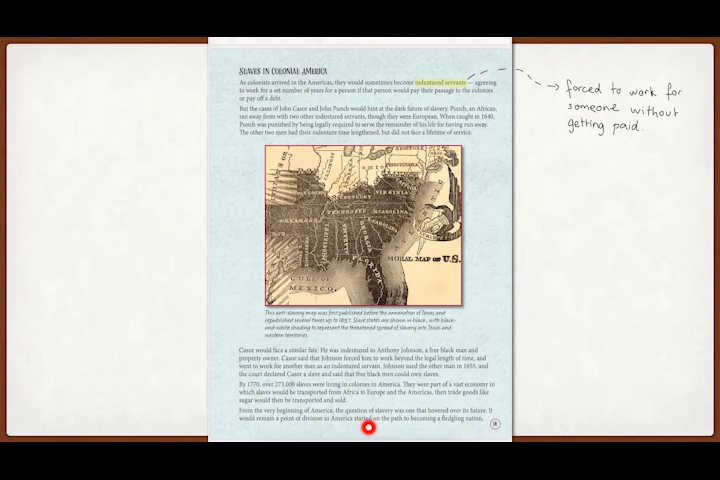 SLAVES IN COLONIAL AMERICA
As colonists arrived in the Americas, they would sometimes become indentured servants — agreeing
to work for a set number of years for a person if that person would pay their passage to the colonies
or pay off a debt.
But the cases of John Casor and John Punch would hint at the dark future of slavery. Punch, an African,
ran away from with two other indentured servants, though they were European. When caught in 1640,
Punch was punished by being legally required to serve the remainder of his life for having run away.
The other two men had their indenture time lengthened, but did not face a lifetime of service.
forced to work for
someone without
getting paid.
ILLINOIS
OHIO
KENTUCKY
VIRGINIA
TENNESSEE
N.CAROLINA
ARKANSAS
S.CAROLINA
MISSISSIPPI
ALABAMA
GEORGIA
MORAL MAP OF U.S.
GULF OF
MEXICO.
This anti-slavery map was first published before the annexation of Texas and
republished several times up to 1857. Slave states are shown in black, with black-
and-white shading to represent the threatened spread of slavery into Texas and
western territories.
Casor would face a similar fate. He was indentured to Anthony Johnson, a free black man and
property owner. Casor said that Johnson forced him to work beyond the legal length of time, and
went to work for another man as an indentured servant. Johnson sued the other man in 1655, and
the court declared Casor a slave and said that free black men could own slaves.
By 1770, over 273,000 slaves were living in colonies in America. They were part of a vast economy in
which slaves would be transported from Africa to Europe and the Americas, then trade goods like
sugar would then be transported and sold.
From the very beginning of America, the question of slavery was one that hovered over its future. It
would remain a point of division as America started on the path to becoming a fledgling nation.